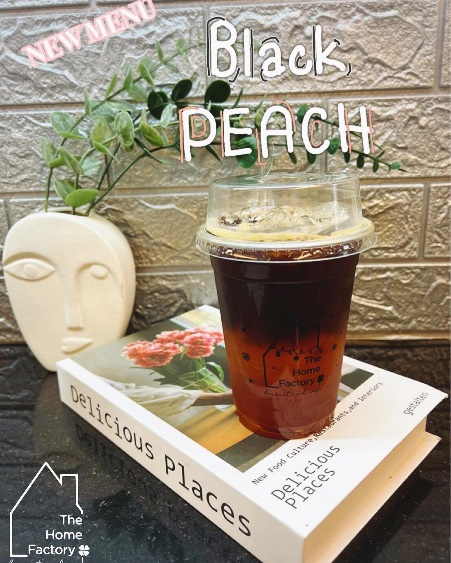 NEW MENU
Black
PEACH
The
Home
Factory
Delicious Places
New Food Culture, Restaurants, and Interiors
Delicious
Places
gestalten
The
Home
Factory